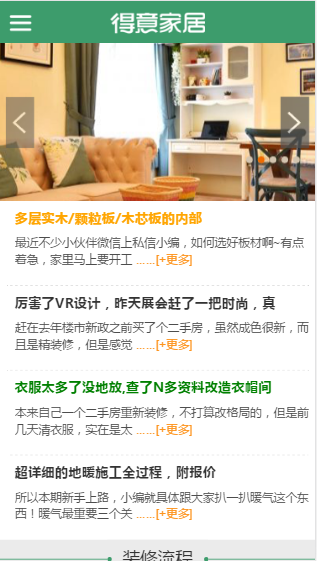 得意家居
多层实木/颗粒板/木芯板的内部
最近不少小伙伴微信上私信小编，如何选好板材啊~有点
着急，家里马上要开工 ......[+更多]
厉害了VR设计，昨天展会赶了一把时尚，真
赶在去年楼市新政之前买了个二手房，虽然成色很新，而
且是精装修，但是感觉 ......[+更多]
衣服太多了没地放,查了N多资料改造衣帽间
本来自己一个二手房重新装修，不打算改格局的，但是前
几天清衣服，实在是太 ......[+更多]
超详细的地暖施工全过程，附报价
所以本期新手上路，小编就具体跟大家扒一扒暖气这个东
西！暖气最重要三个关 ......[+更多]
装修流程